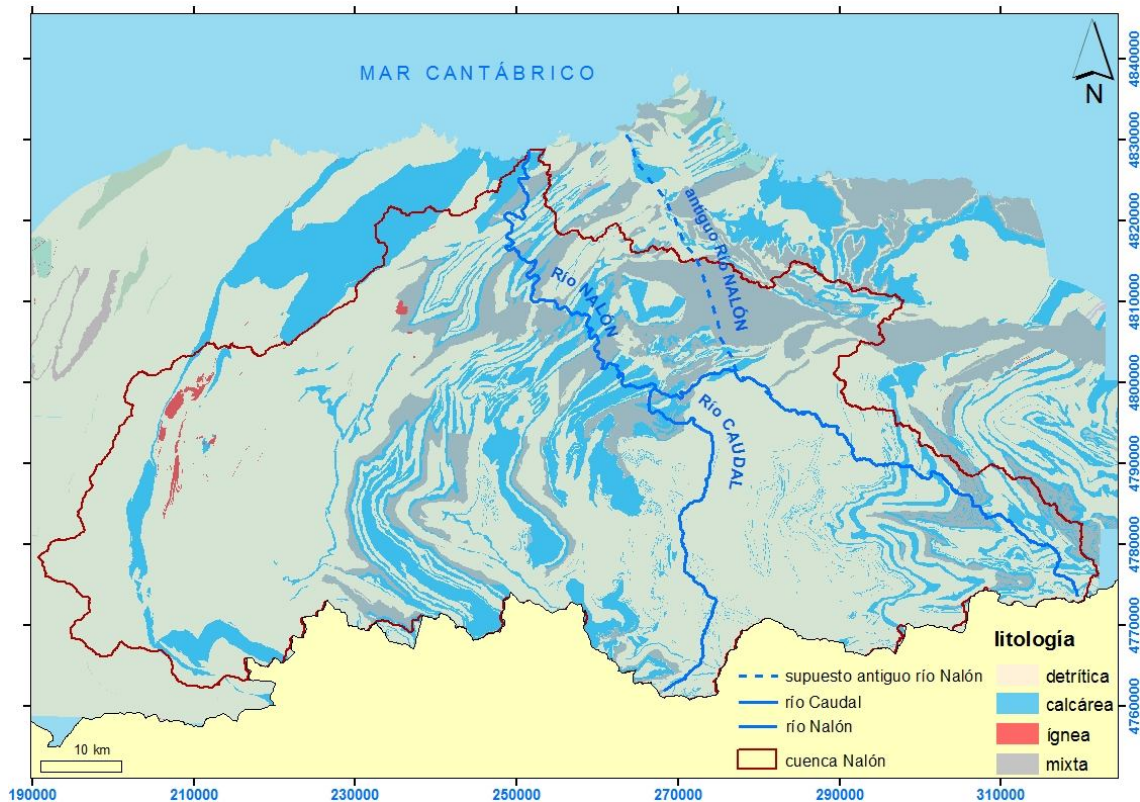 MAR CANTÁBRICO
N
antiguo Río NALÓN
Río NALÓN
Río CAUDAL
supuesto antiguo río Nalón
río Caudal
río Nalón
cuenca Nalón
litología
detrítica
calcárea
ígnea
mixta
10 km
190000 210000 230000 250000 270000 290000 310000
4840000
4830000
4820000
4810000
4800000
4790000
4780000
4770000
4760000